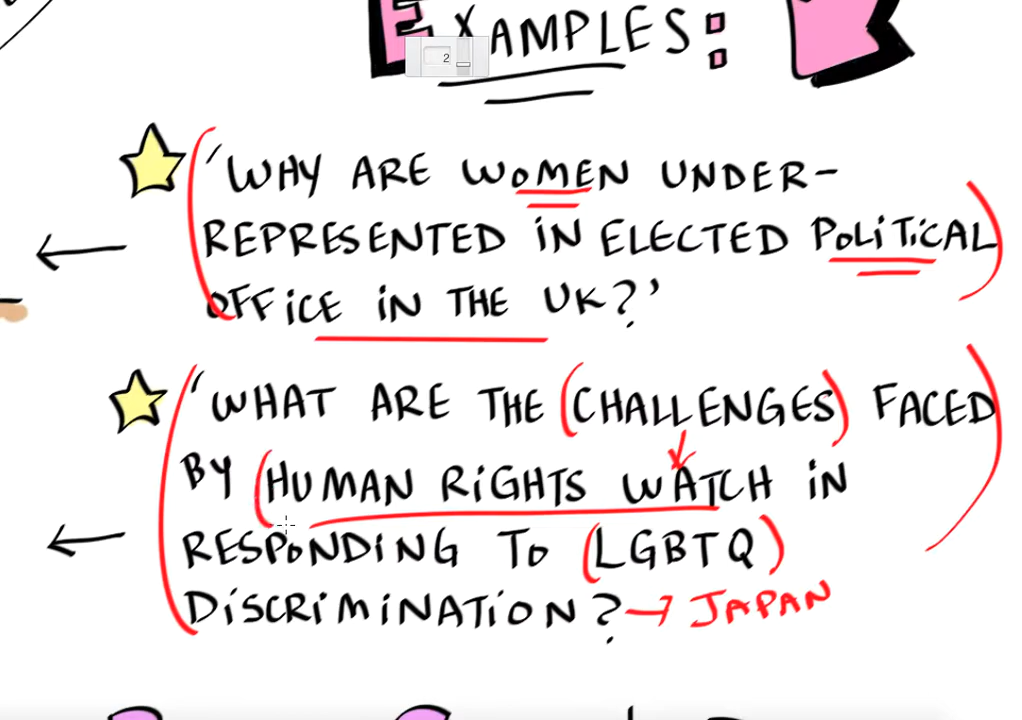 EXAMPLES:
2
'WHY ARE WOMEN UNDER-
REPRESENTED IN ELECTED POLITICAL
OFFICE IN THE UK?'
'WHAT ARE THE (CHALLENGES) FACED
BY (HUMAN RIGHTS WATCH IN
RESPONDING TO (LGBTQ)
DISCRIMINATION? → JAPAN